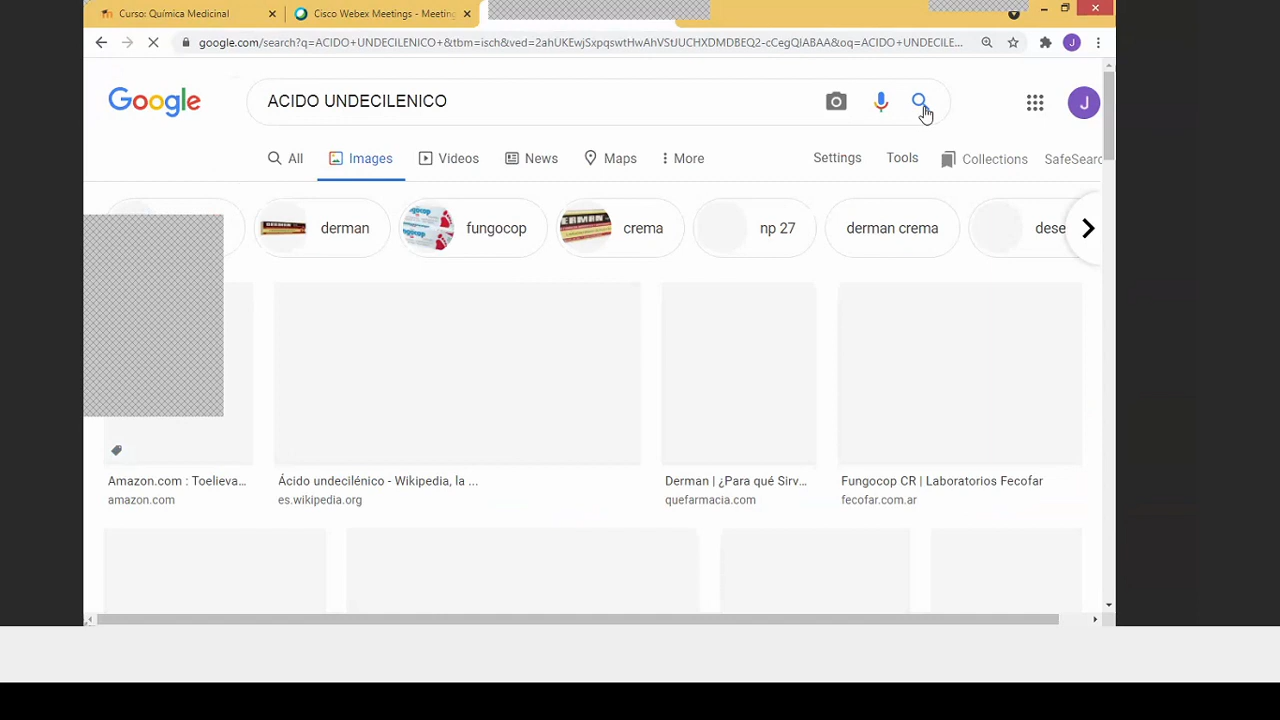 Curso: Química Medicinal
Cisco Webex Meetings - Meeting
google.com/search?q=ACIDO+UNDECILENICO+&tbm=isch&ved=2ahUKEwjSxpqswtHwAhVStUUCHXDMDBEQ2-cCegQIABAA&oq=ACIDO+UNDECILE...
J
Google
ACIDO UNDECILENICO
J
All
Images
Videos
News
Maps
More
Settings
Tools
Collections
SafeSearc
derman
fungocop
crema
np 27
derman crema
dese
Amazon.com : Toelieva...
amazon.com
Ácido undecilénico - Wikipedia, la ...
es.wikipedia.org
Derman | ¿Para qué Sirv...
quefarmacia.com
Fungocop CR | Laboratorios Fecofar
fecofar.com.ar